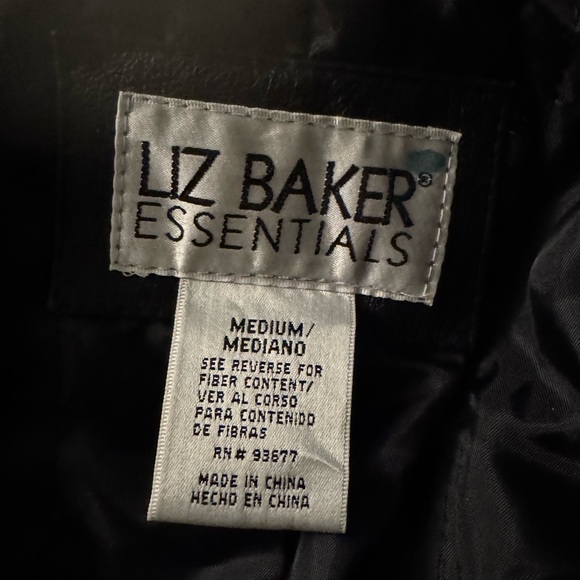 LIZ BAKER®
ESSENTIALS
MEDIUM/
MEDIANO
SEE REVERSE FOR
FIBER CONTENT/
VER AL CORSO
PARA CONTENIDO
DE FIBRAS
RN# 93677
MADE IN CHINA
HECHO EN CHINA